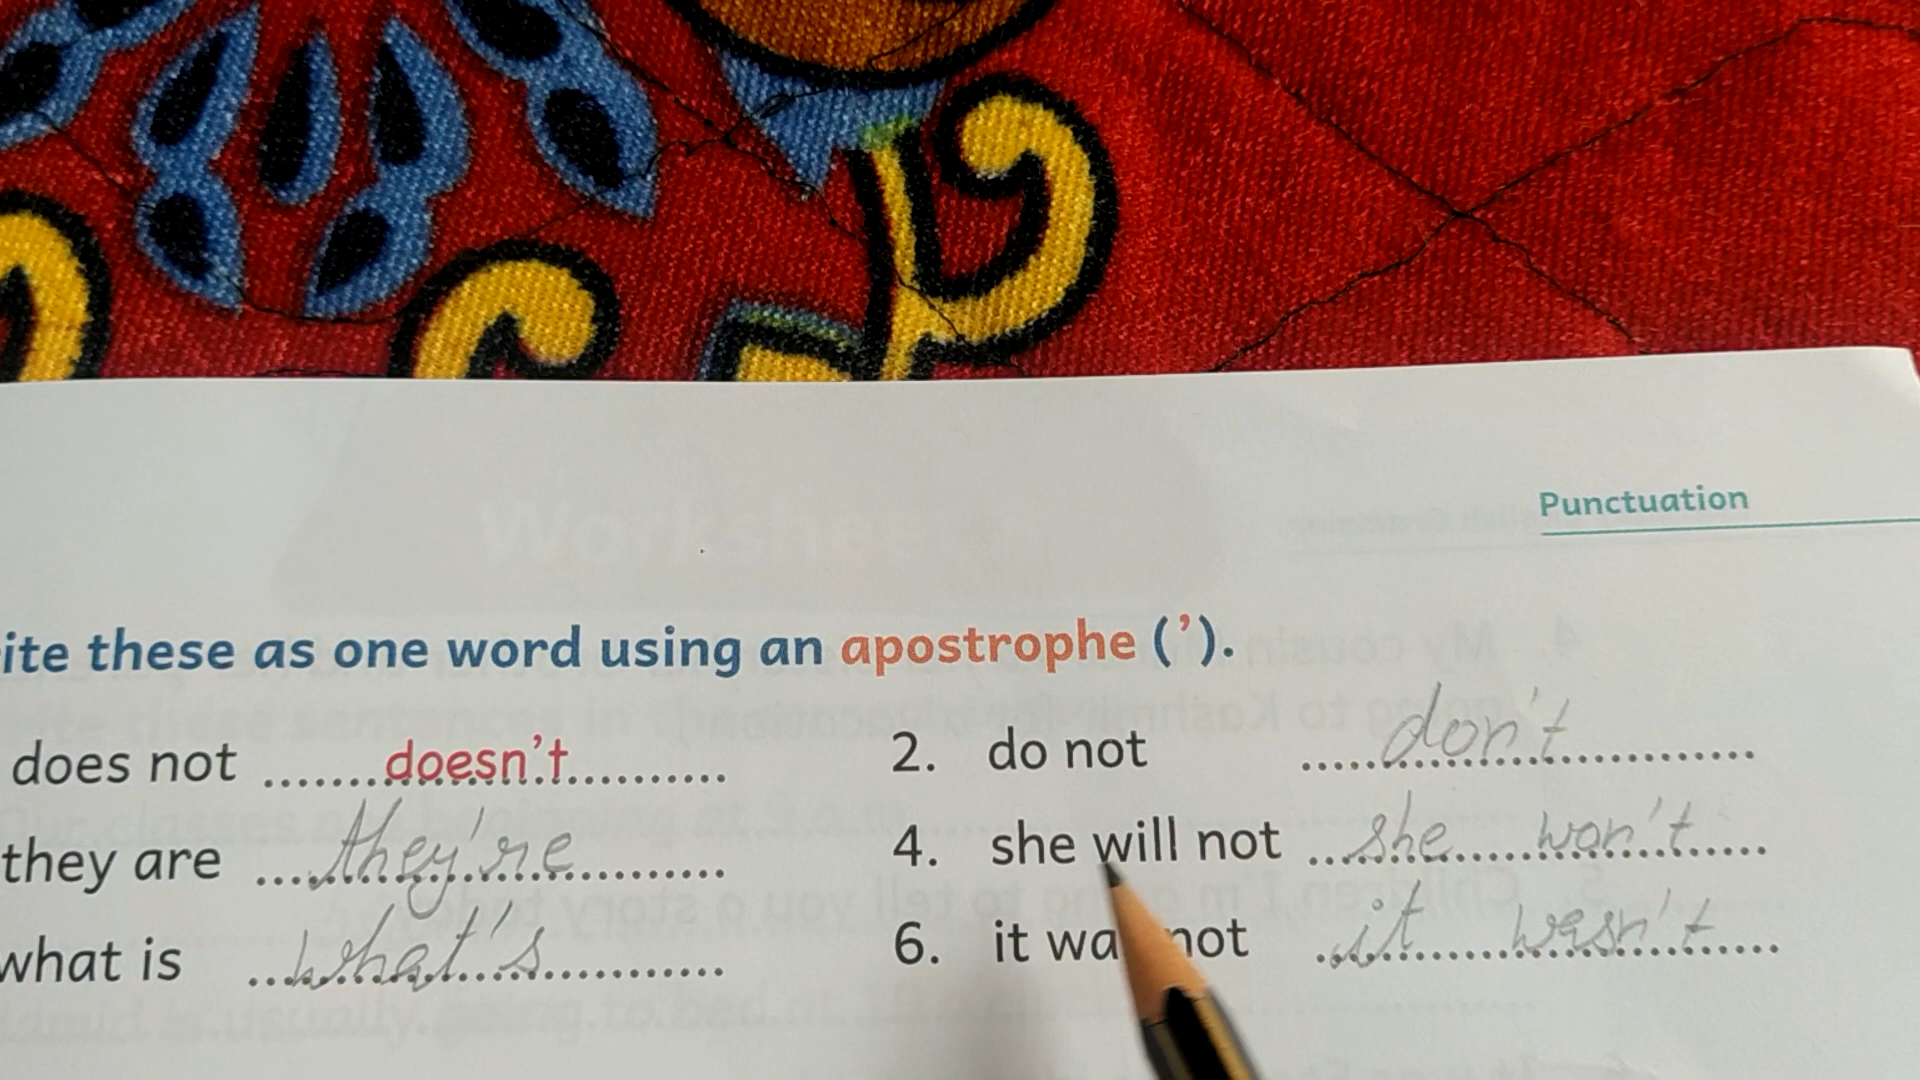 Punctuation
ite these as one word using an apostrophe (’).
does not .......doesn’t.......... 2. do not don't
they are they're 4. she will not she won't
what is what's 6. it wa not it wasn't